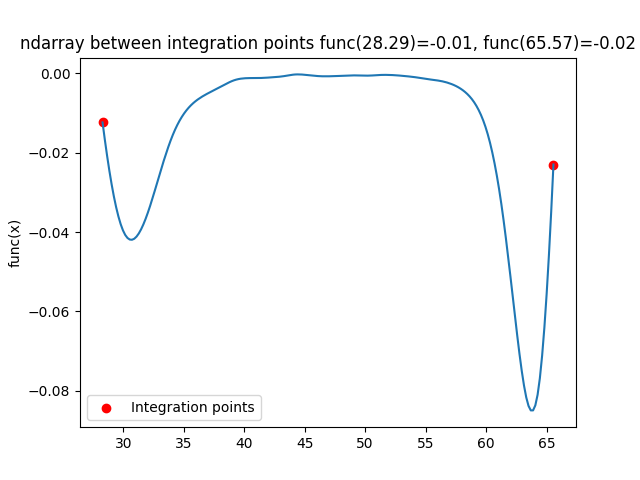 ndarray between integration points func(28.29)=-0.01, func(65.57)=-0.02
0.00
−0.02
−0.04
−0.06
−0.08
func(x)
Integration points
30 35 40 45 50 55 60 65